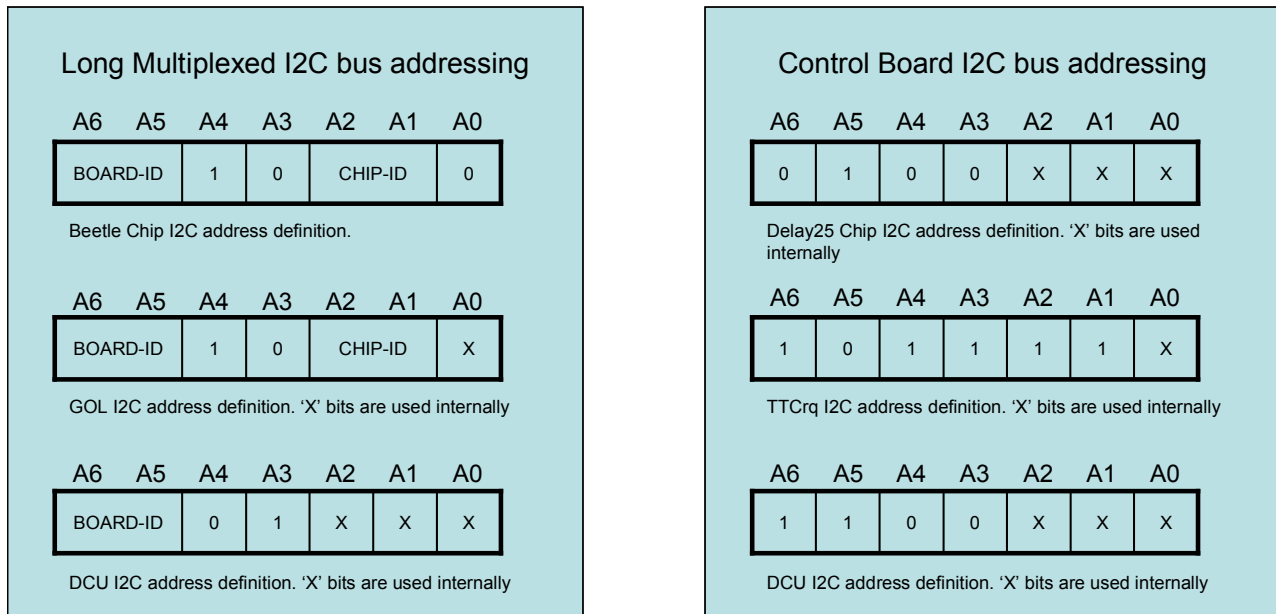 Long Multiplexed I2C bus addressing
A6 A5 A4 A3 A2 A1 A0
BOARD-ID 1 0 CHIP-ID 0
Beetle Chip I2C address definition.
A6 A5 A4 A3 A2 A1 A0
BOARD-ID 1 0 CHIP-ID X
GOL I2C address definition. ‘X’ bits are used internally
A6 A5 A4 A3 A2 A1 A0
BOARD-ID 0 1 X X X
DCU I2C address definition. ‘X’ bits are used internally
Control Board I2C bus addressing
A6 A5 A4 A3 A2 A1 A0
0 1 0 0 X X X
Delay25 Chip I2C address definition. ‘X’ bits are used
internally
A6 A5 A4 A3 A2 A1 A0
1 0 1 1 1 1 X
TTCrq I2C address definition. ‘X’ bits are used internally
A6 A5 A4 A3 A2 A1 A0
1 1 0 0 X X X
DCU I2C address definition. ‘X’ bits are used internally